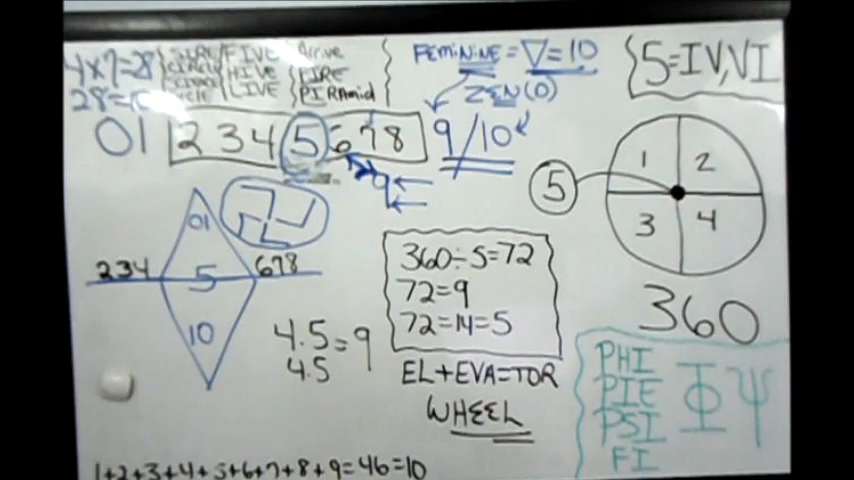 4x7=28
28=10
CIRCLE
FIVE
HIVE
LIVE
Arrive
FIRE
PIRAmid
FEMININE = ▽ = 10
ZEN(0)
5=IV,VI
01 2 3 4 5 6 7 8 9/10
9
1 2
5
3 4
360
01
234 5 678
10
360÷5=72
72=9
72=14=5
4.5
4.5 =9
EL+EVA=TOR
WHEEL
PHI
PIE
PSI
FI
Φ Ψ
1+2+3+4+5+6+7+8+9=46=10